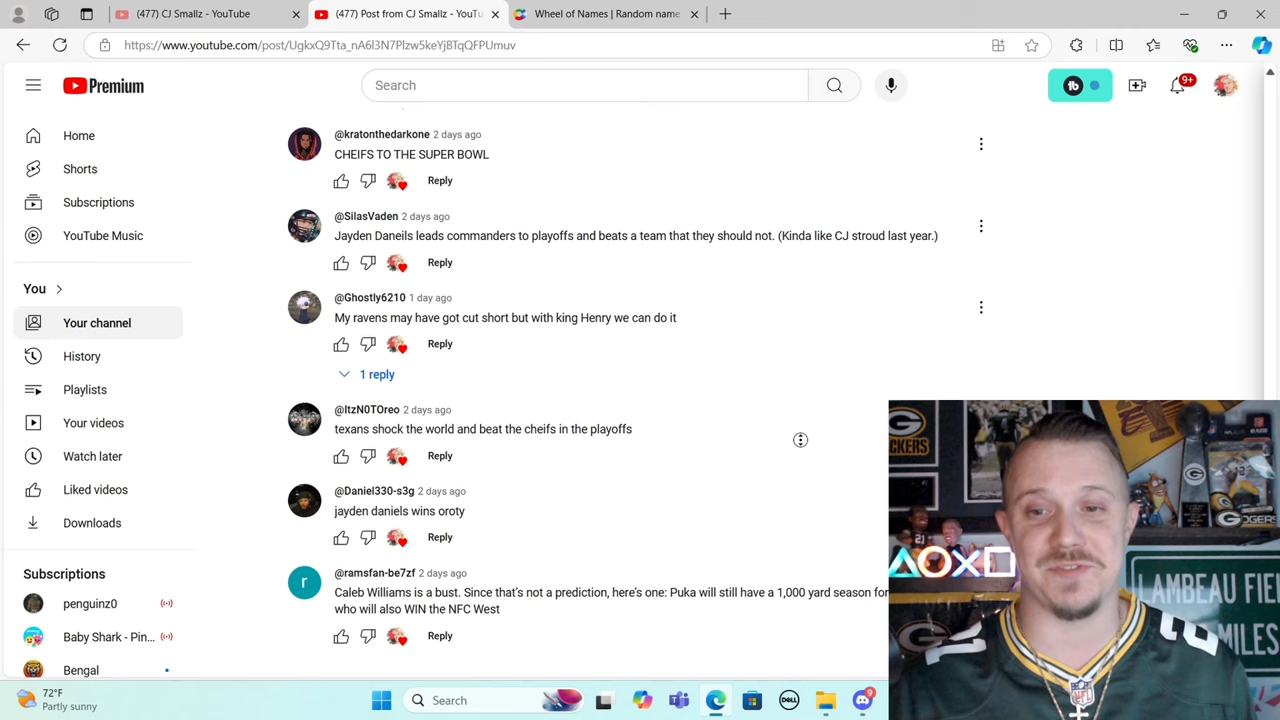 (477) CJ Smallz - YouTube
(477) Post from CJ Smallz - YouTu
Wheel of Names | Random name
https://www.youtube.com/post/UgkxQ9Tta_nA6l3N7Plzw5keYjBTqQFPUmuv
Premium
Search
9+
Home
Shorts
Subscriptions
YouTube Music
You
Your channel
History
Playlists
Your videos
Watch later
Liked videos
Downloads
Subscriptions
penguinz0
Baby Shark - Pin...
Bengal
@kratonthedarkone 2 days ago
CHEIFS TO THE SUPER BOWL
Reply
@SilasVaden 2 days ago
Jayden Daneils leads commanders to playoffs and beats a team that they should not. (Kinda like CJ stroud last year.)
Reply
@Ghostly6210 1 day ago
My ravens may have got cut short but with king Henry we can do it
Reply
1 reply
@ItzN0TOreo 2 days ago
texans shock the world and beat the cheifs in the playoffs
Reply
@Daniel330-s3g 2 days ago
jayden daniels wins oroty
Reply
r
@ramsfan-be7zf 2 days ago
Caleb Williams is a bust. Since that's not a prediction, here's one: Puka will still have a 1,000 yard season for
who will also WIN the NFC West
Reply
LAMBEAU FIE
MILES
NFL
72°F
Partly sunny
Search
DELL
9